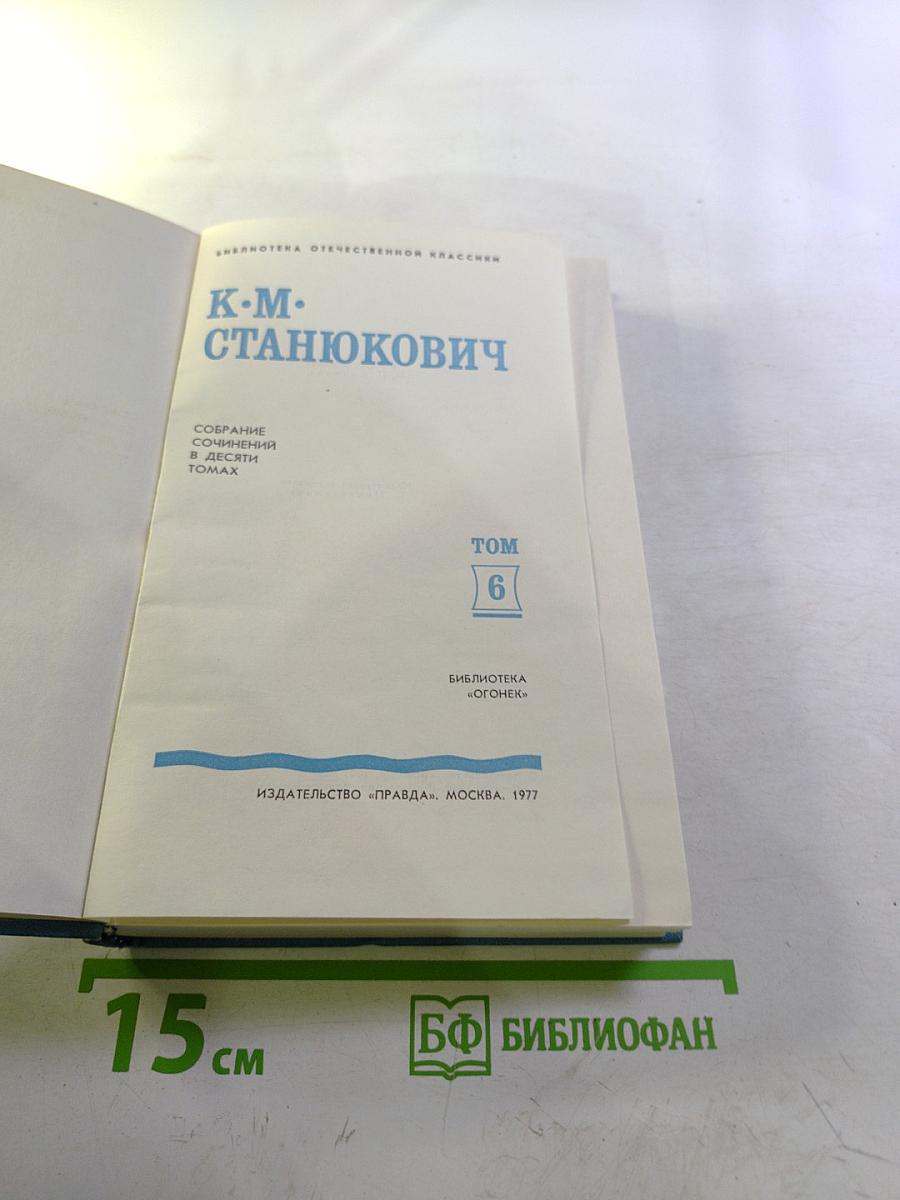 БИБЛИОТЕКА ОТЕЧЕСТВЕННОЙ КЛАССИКИ
К·М·
СТАНЮКОВИЧ
СОБРАНИЕ
СОЧИНЕНИЙ
В ДЕСЯТИ
ТОМАХ
ТОМ
6
БИБЛИОТЕКА
«ОГОНЕК»
ИЗДАТЕЛЬСТВО «ПРАВДА». МОСКВА. 1977
15 см
БФ БИБЛИОФАН